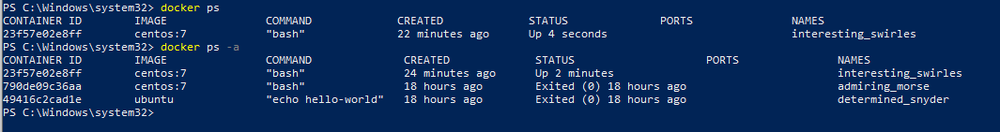 PS C:\Windows\system32> docker ps
CONTAINER ID IMAGE COMMAND CREATED STATUS PORTS NAMES
23f57e02e8ff centos:7 "bash" 22 minutes ago Up 4 seconds interesting_swirles
PS C:\Windows\system32> docker ps -a
CONTAINER ID IMAGE COMMAND CREATED STATUS PORTS NAMES
23f57e02e8ff centos:7 "bash" 24 minutes ago Up 2 minutes interesting_swirles
790de09c36aa centos:7 "bash" 18 hours ago Exited (0) 18 hours ago admiring_morse
49416c2cad1e ubuntu "echo hello-world" 18 hours ago Exited (0) 18 hours ago determined_snyder
PS C:\Windows\system32>